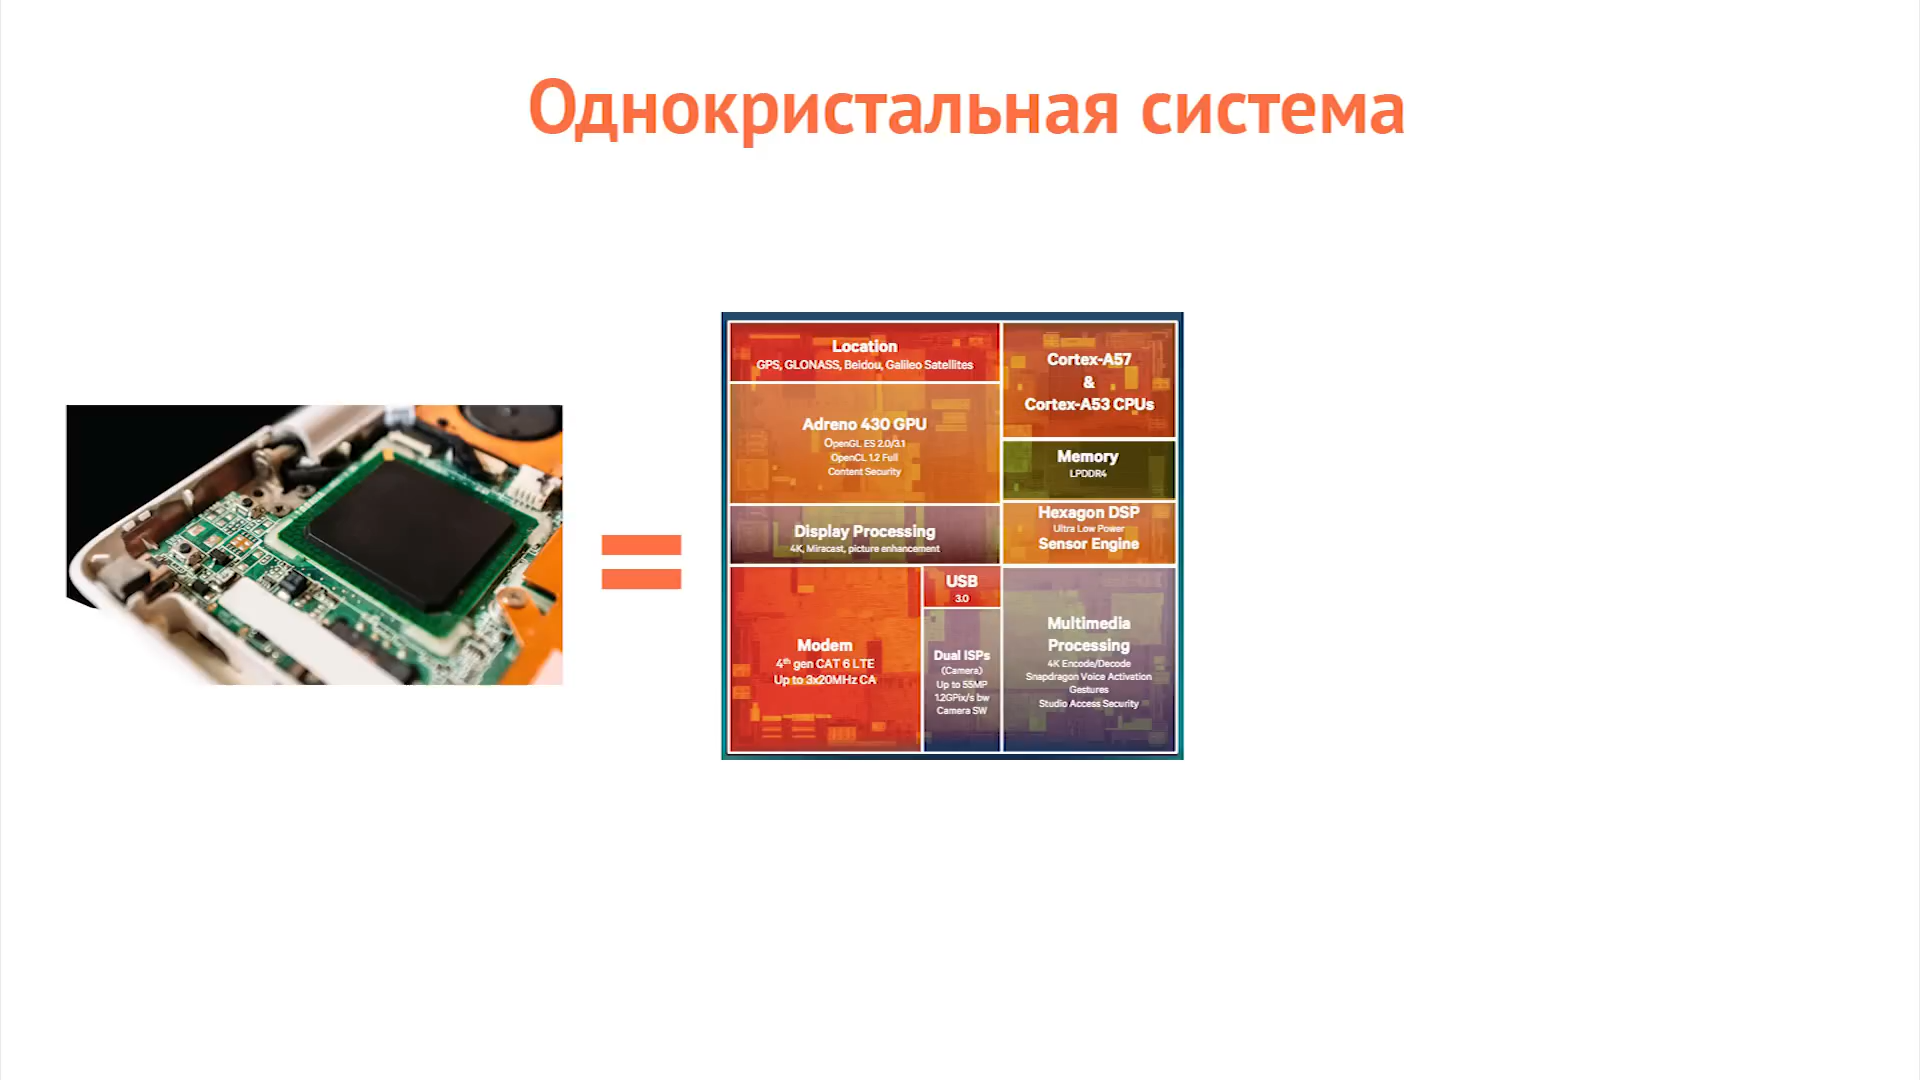 Однокристальная система
Location
GPS, GLONASS, Beidou, Galileo Satellites
Adreno 430 GPU
OpenGL ES 2.0/3.1
OpenCL 1.2 Full
Content Security
Display Processing
4K, Miracast, picture enhancement
Modem
4th gen CAT 6 LTE
Up to 3x20MHz CA
USB
3.0
Dual ISPs
(Camera)
Up to 55MP
1.2GPix/s bw
Camera SW
Cortex-A57
&
Cortex-A53 CPUs
Memory
LPDDR4
Hexagon DSP
Ultra Low Power
Sensor Engine
Multimedia
Processing
4K Encode/Decode
Snapdragon Voice Activation
Gestures
Studio Access Security